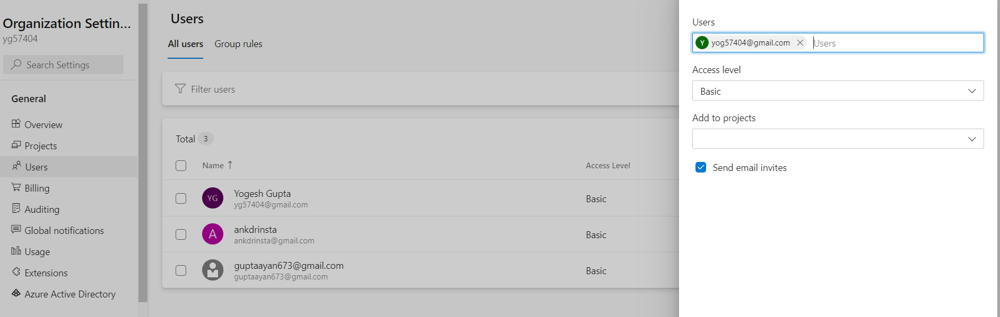 Organization Settin...
yg57404
Search Settings
General
Overview
Projects
Users
Billing
Auditing
Global notifications
Usage
Extensions
Azure Active Directory
Users
All users Group rules
Filter users
Total 3
Name ↑ Access Level
YG Yogesh Gupta
yg57404@gmail.com
Basic
A ankdrinsta
ankdrinsta@gmail.com
Basic
guptaayan673@gmail.com
guptaayan673@gmail.com
Basic
Users
Y yog57404@gmail.com Users
Access level
Basic
Add to projects
Send email invites